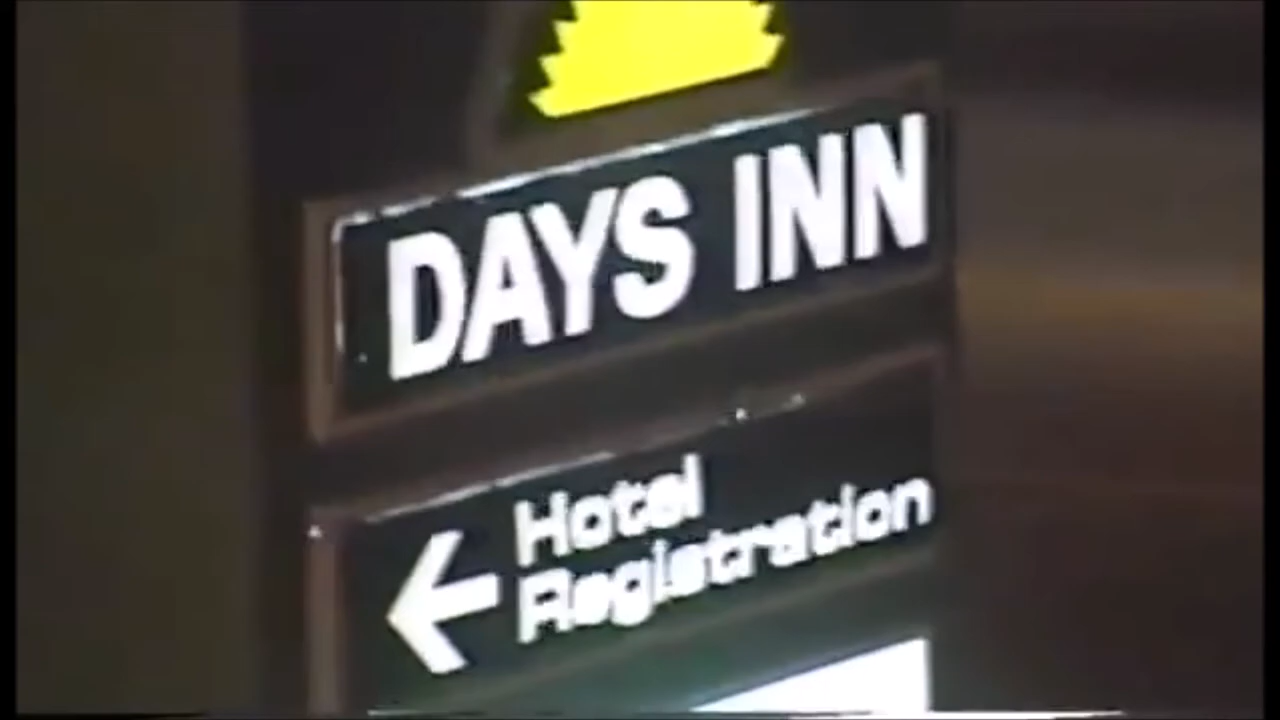 DAYS INN
← Hotel
Registration